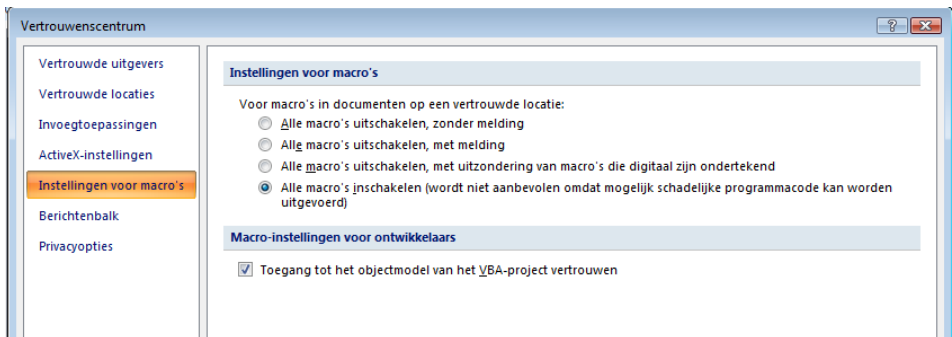 Vertrouwenscentrum
Vertrouwde uitgevers
Vertrouwde locaties
Invoegtoepassingen
ActiveX-instellingen
Instellingen voor macro's
Berichtenbalk
Privacyopties
Instellingen voor macro's
Voor macro's in documenten op een vertrouwde locatie:
Alle macro's uitschakelen, zonder melding
Alle macro's uitschakelen, met melding
Alle macro's uitschakelen, met uitzondering van macro's die digitaal zijn ondertekend
Alle macro's inschakelen (wordt niet aanbevolen omdat mogelijk schadelijke programmacode kan worden
uitgevoerd)
Macro-instellingen voor ontwikkelaars
Toegang tot het objectmodel van het VBA-project vertrouwen